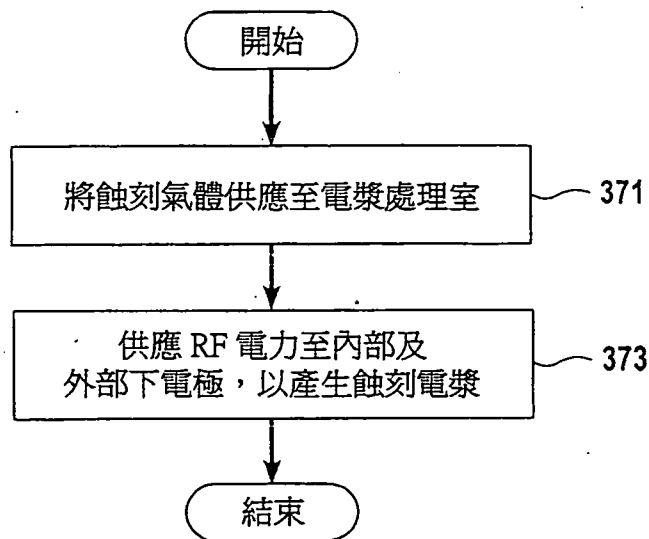 開始
將蝕刻氣體供應至電漿處理室
371
供應 RF 電力至內部及
外部下電極，以產生蝕刻電漿
373
結束